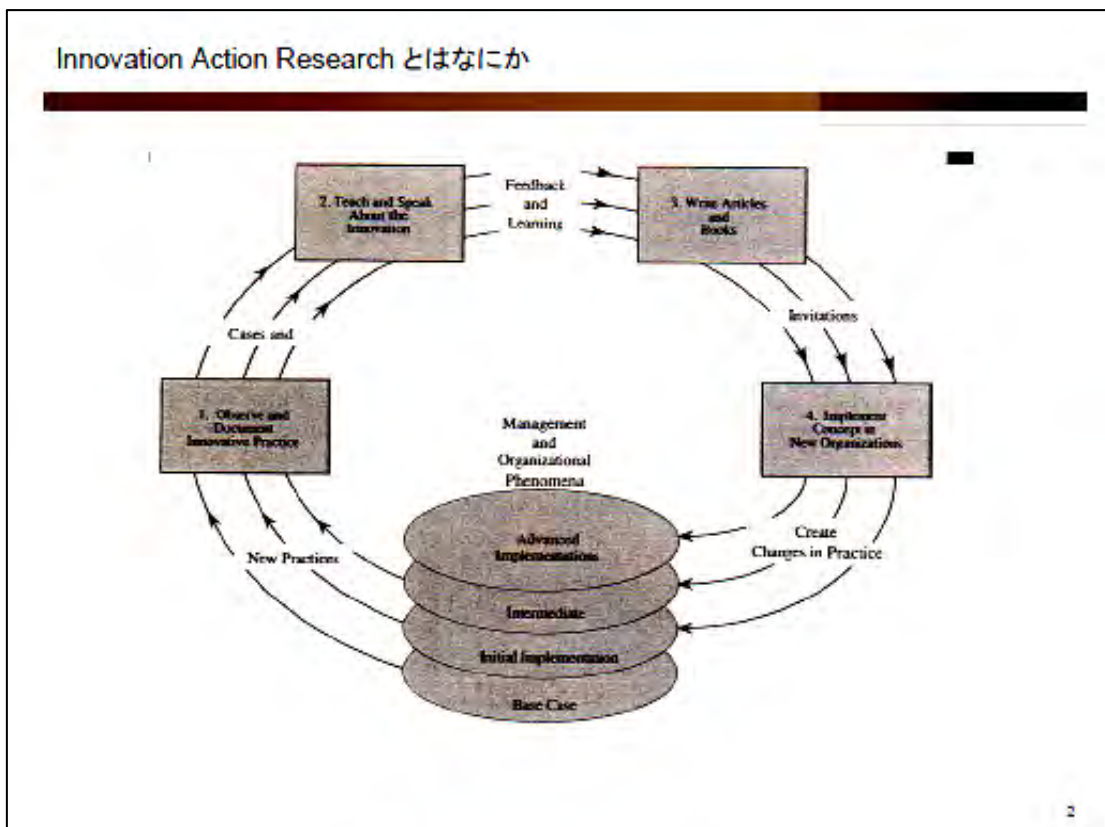 Innovation Action Research とはなにか
2. Teach and Speak
About the
Innovation
Feedback
and
Learning
3. Write Articles
and
Books
Cases and
Invitations
1. Observe and
Document
Innovative Practice
4. Implement
Concept in
New Organizations
Management
and
Organizational
Phenomena
Advanced
Implementations
Intermediate
Initial Implementation
Base Case
New Practices
Create
Changes in Practice
2